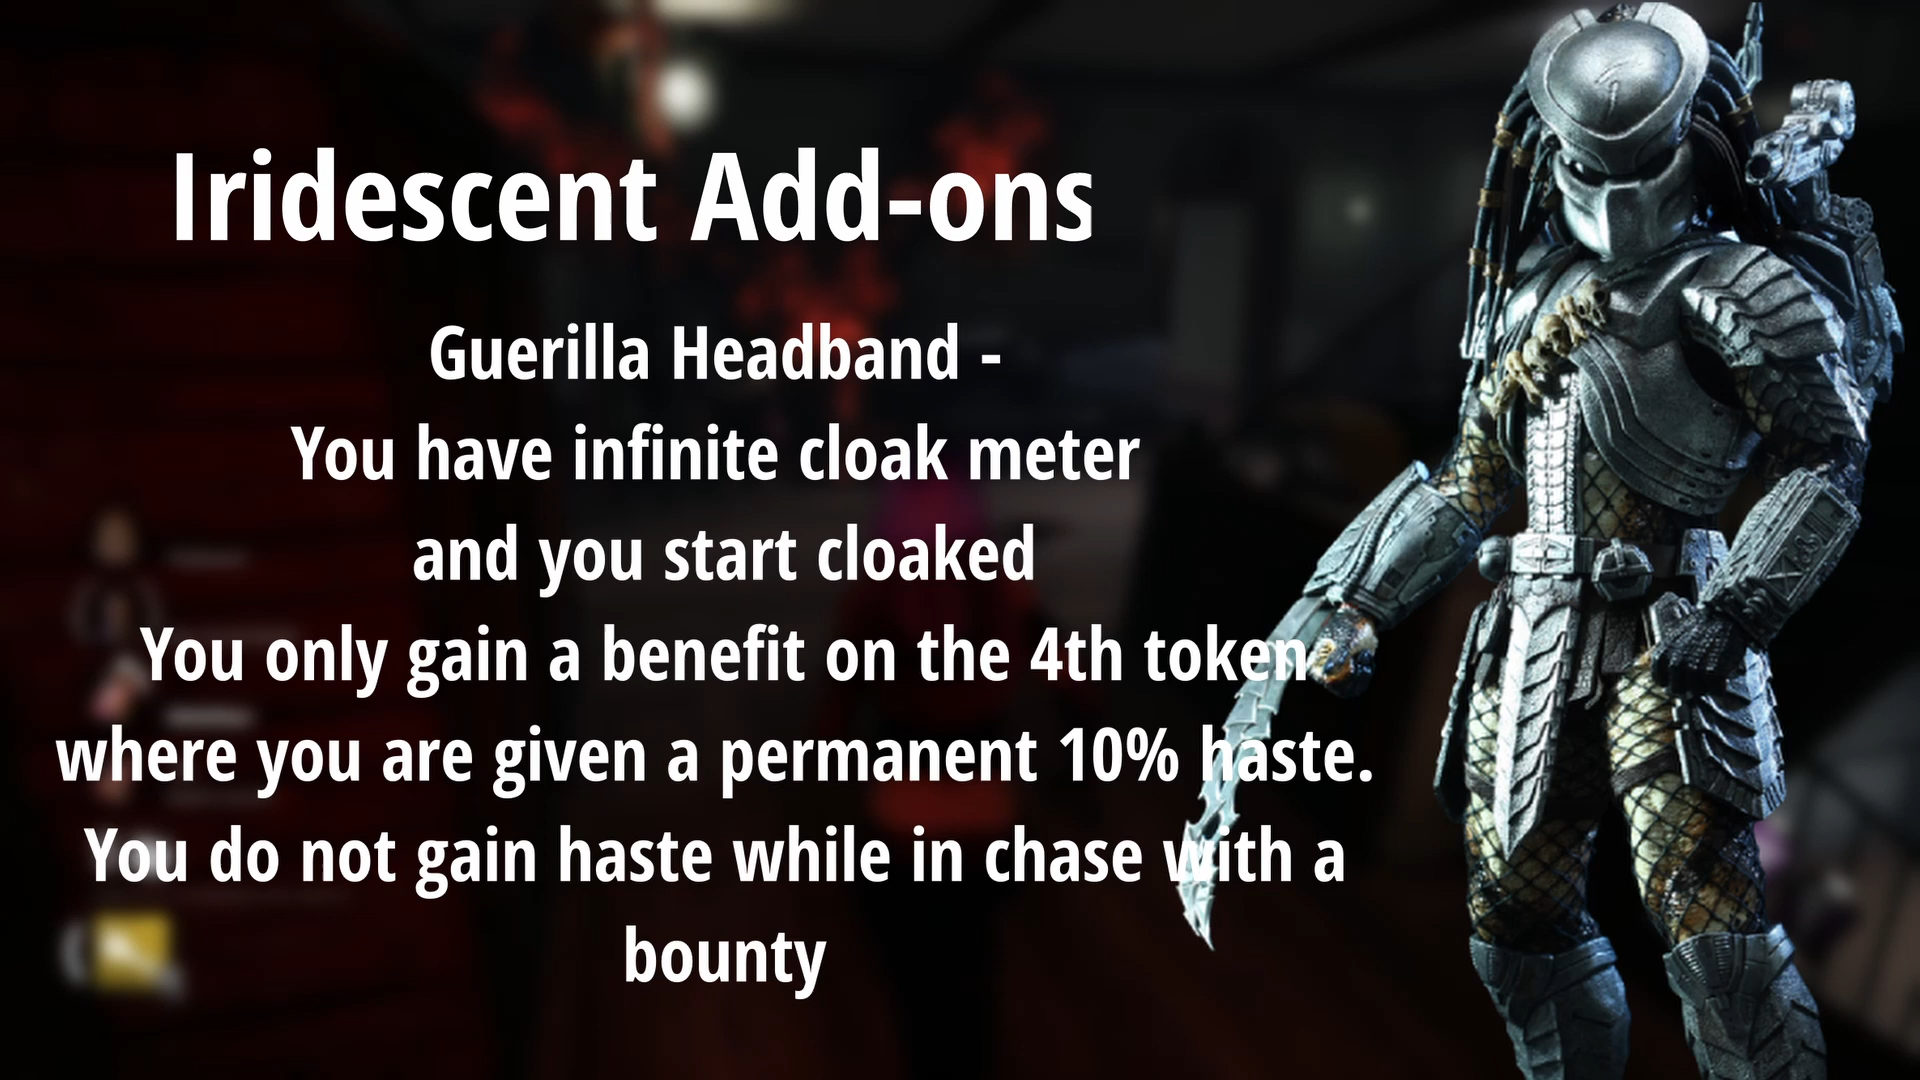 Iridescent Add-ons
Guerilla Headband -
You have infinite cloak meter
and you start cloaked
You only gain a benefit on the 4th token
where you are given a permanent 10% haste.
You do not gain haste while in chase with a
bounty